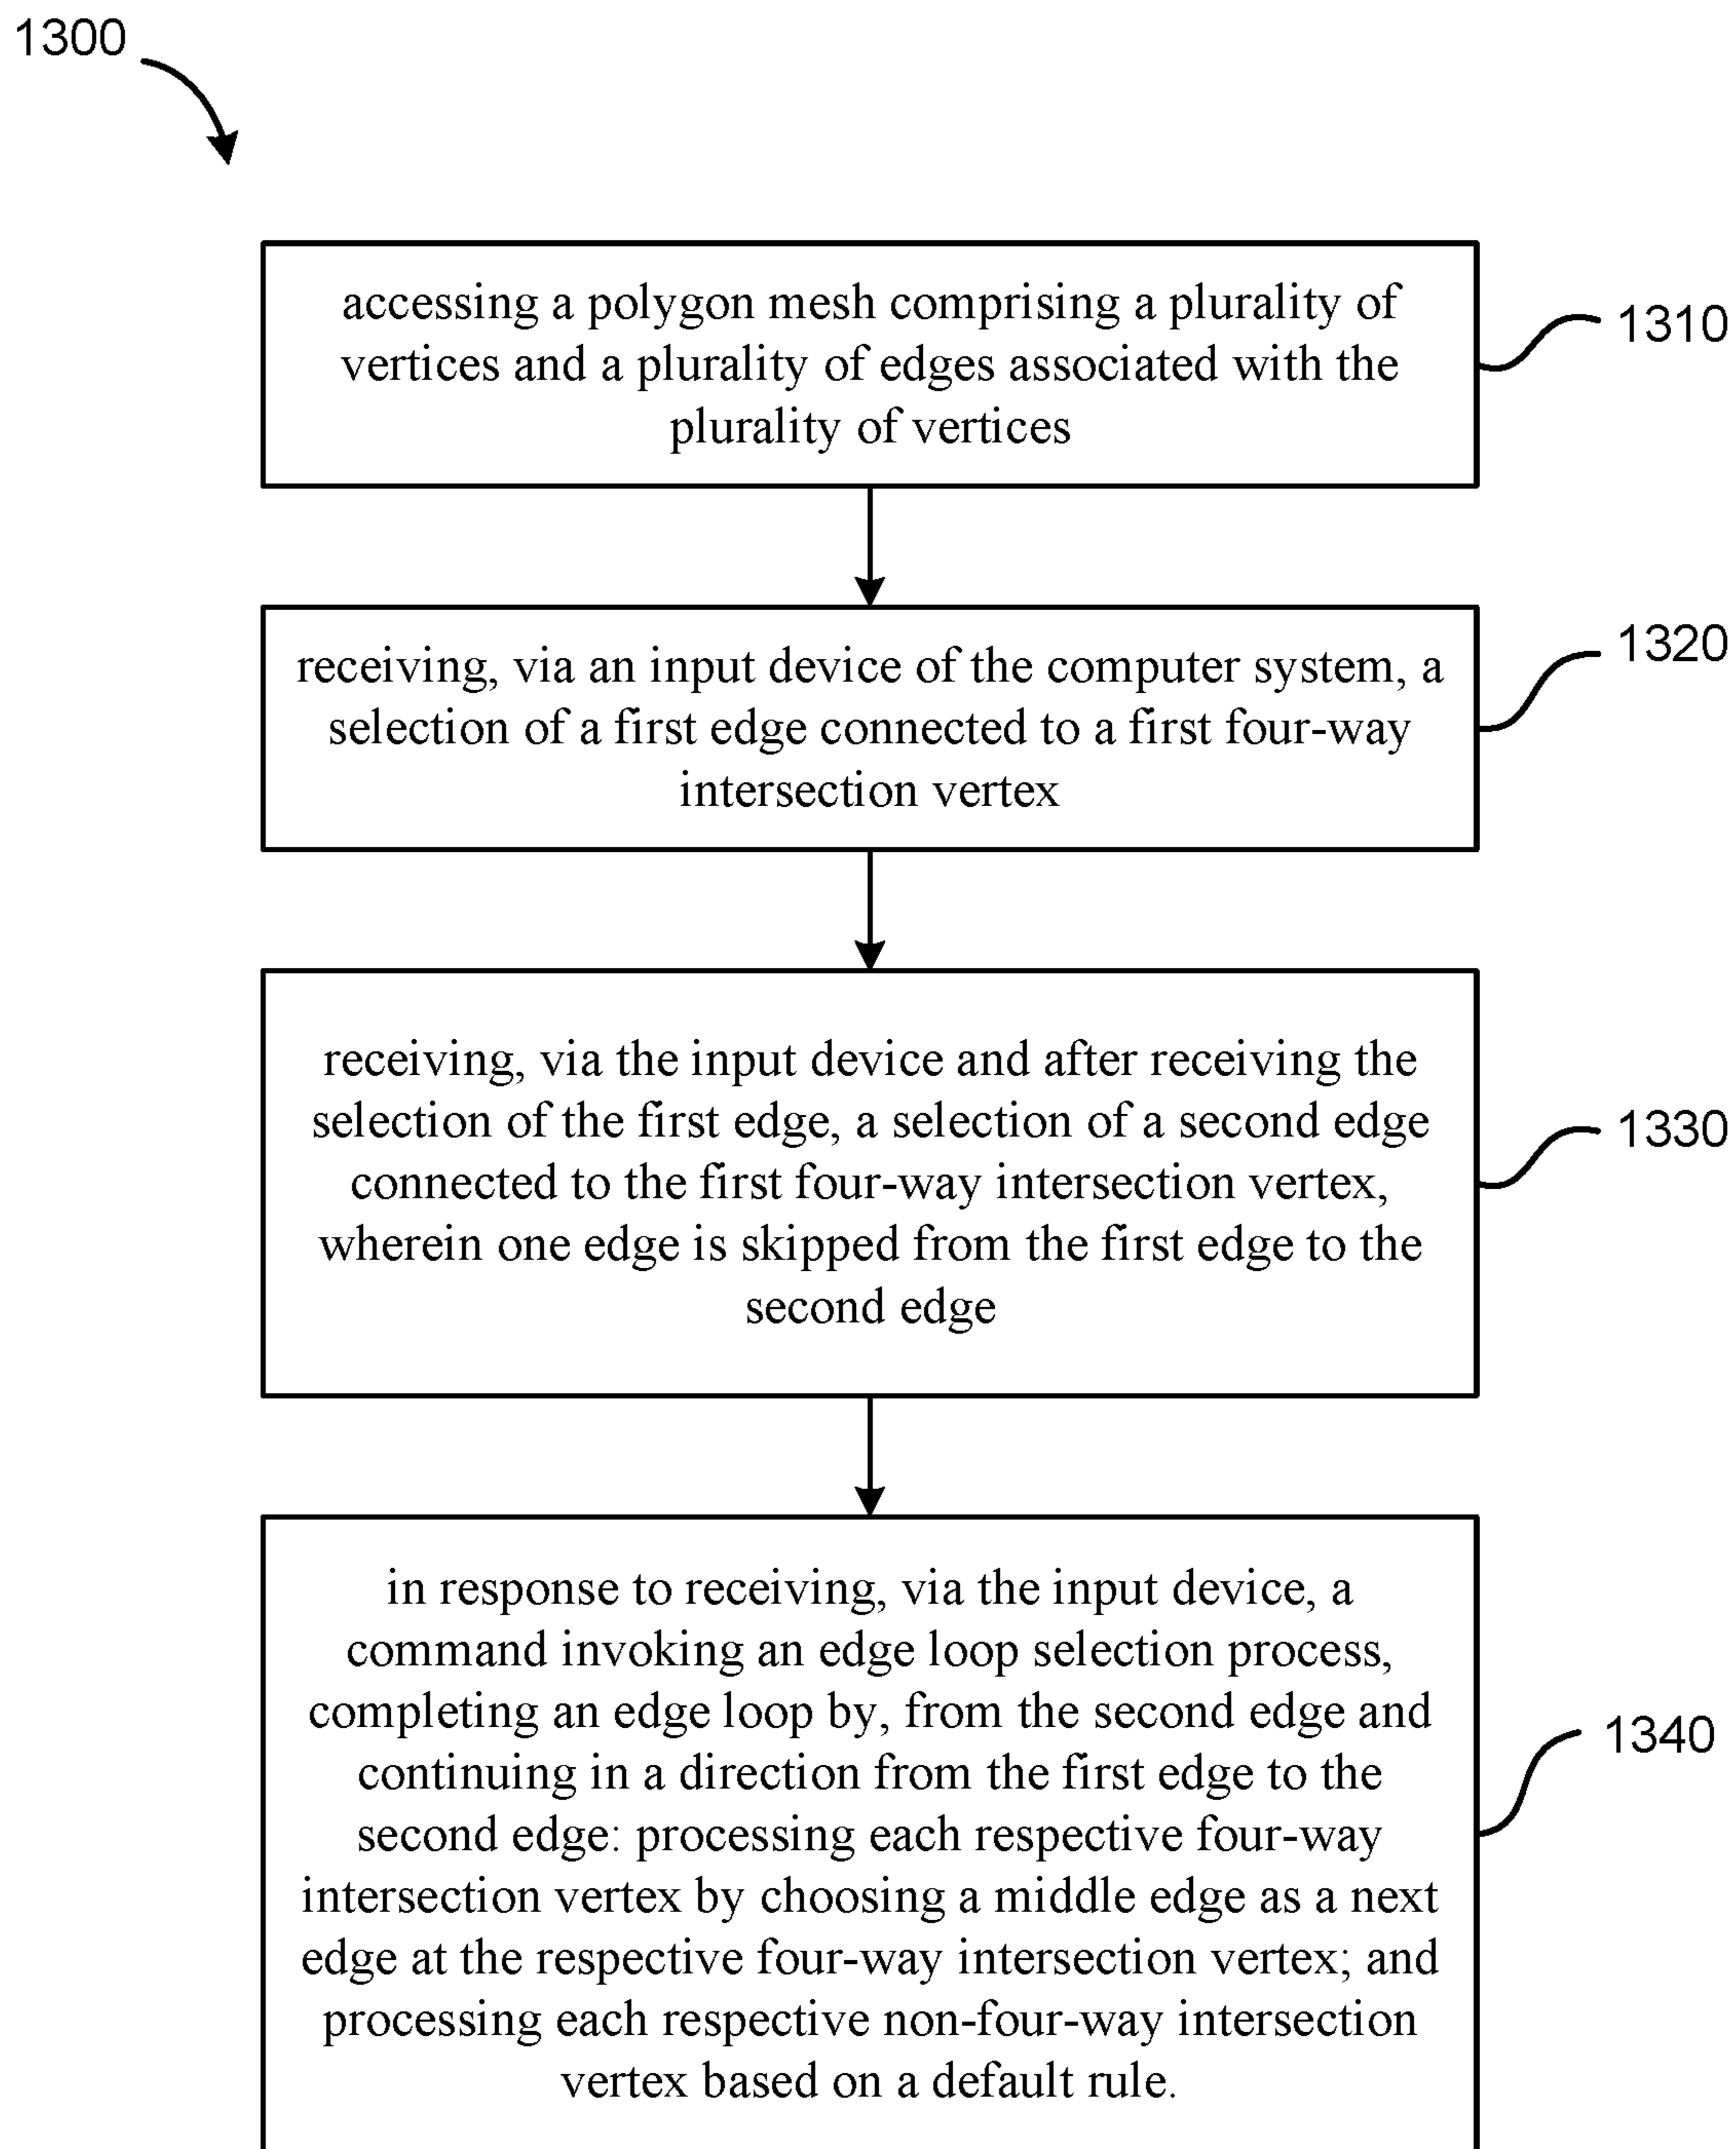 1300
accessing a polygon mesh comprising a plurality of
vertices and a plurality of edges associated with the
plurality of vertices
1310
receiving, via an input device of the computer system, a
selection of a first edge connected to a first four-way
intersection vertex
1320
receiving, via the input device and after receiving the
selection of the first edge, a selection of a second edge
connected to the first four-way intersection vertex,
wherein one edge is skipped from the first edge to the
second edge
1330
in response to receiving, via the input device, a
command invoking an edge loop selection process,
completing an edge loop by, from the second edge and
continuing in a direction from the first edge to the
second edge: processing each respective four-way
intersection vertex by choosing a middle edge as a next
edge at the respective four-way intersection vertex; and
processing each respective non-four-way intersection
vertex based on a default rule.
1340